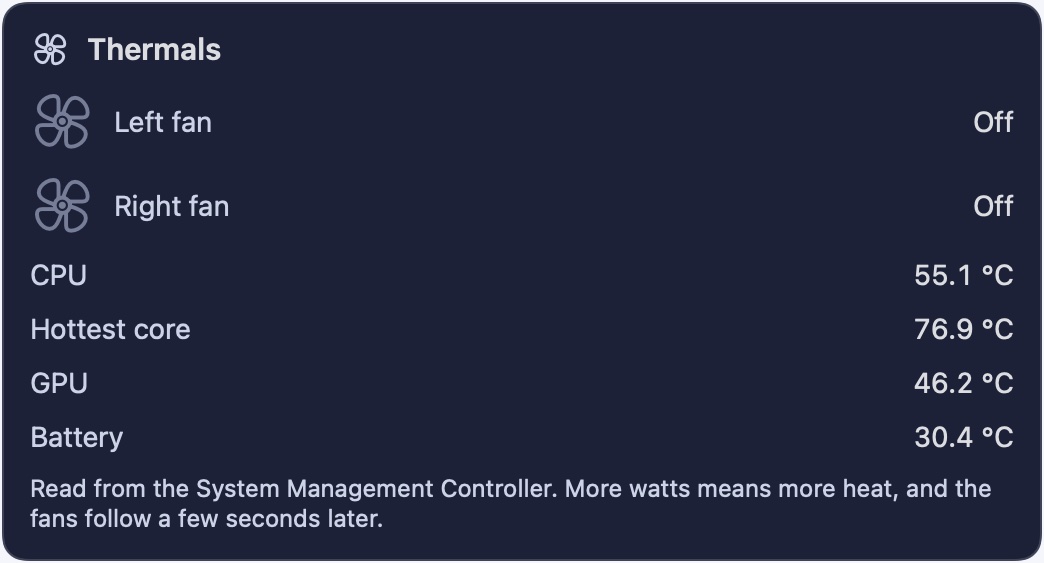 Thermals
Left fan Off
Right fan Off
CPU 55.1 °C
Hottest core 76.9 °C
GPU 46.2 °C
Battery 30.4 °C
Read from the System Management Controller. More watts means more heat, and the
fans follow a few seconds later.